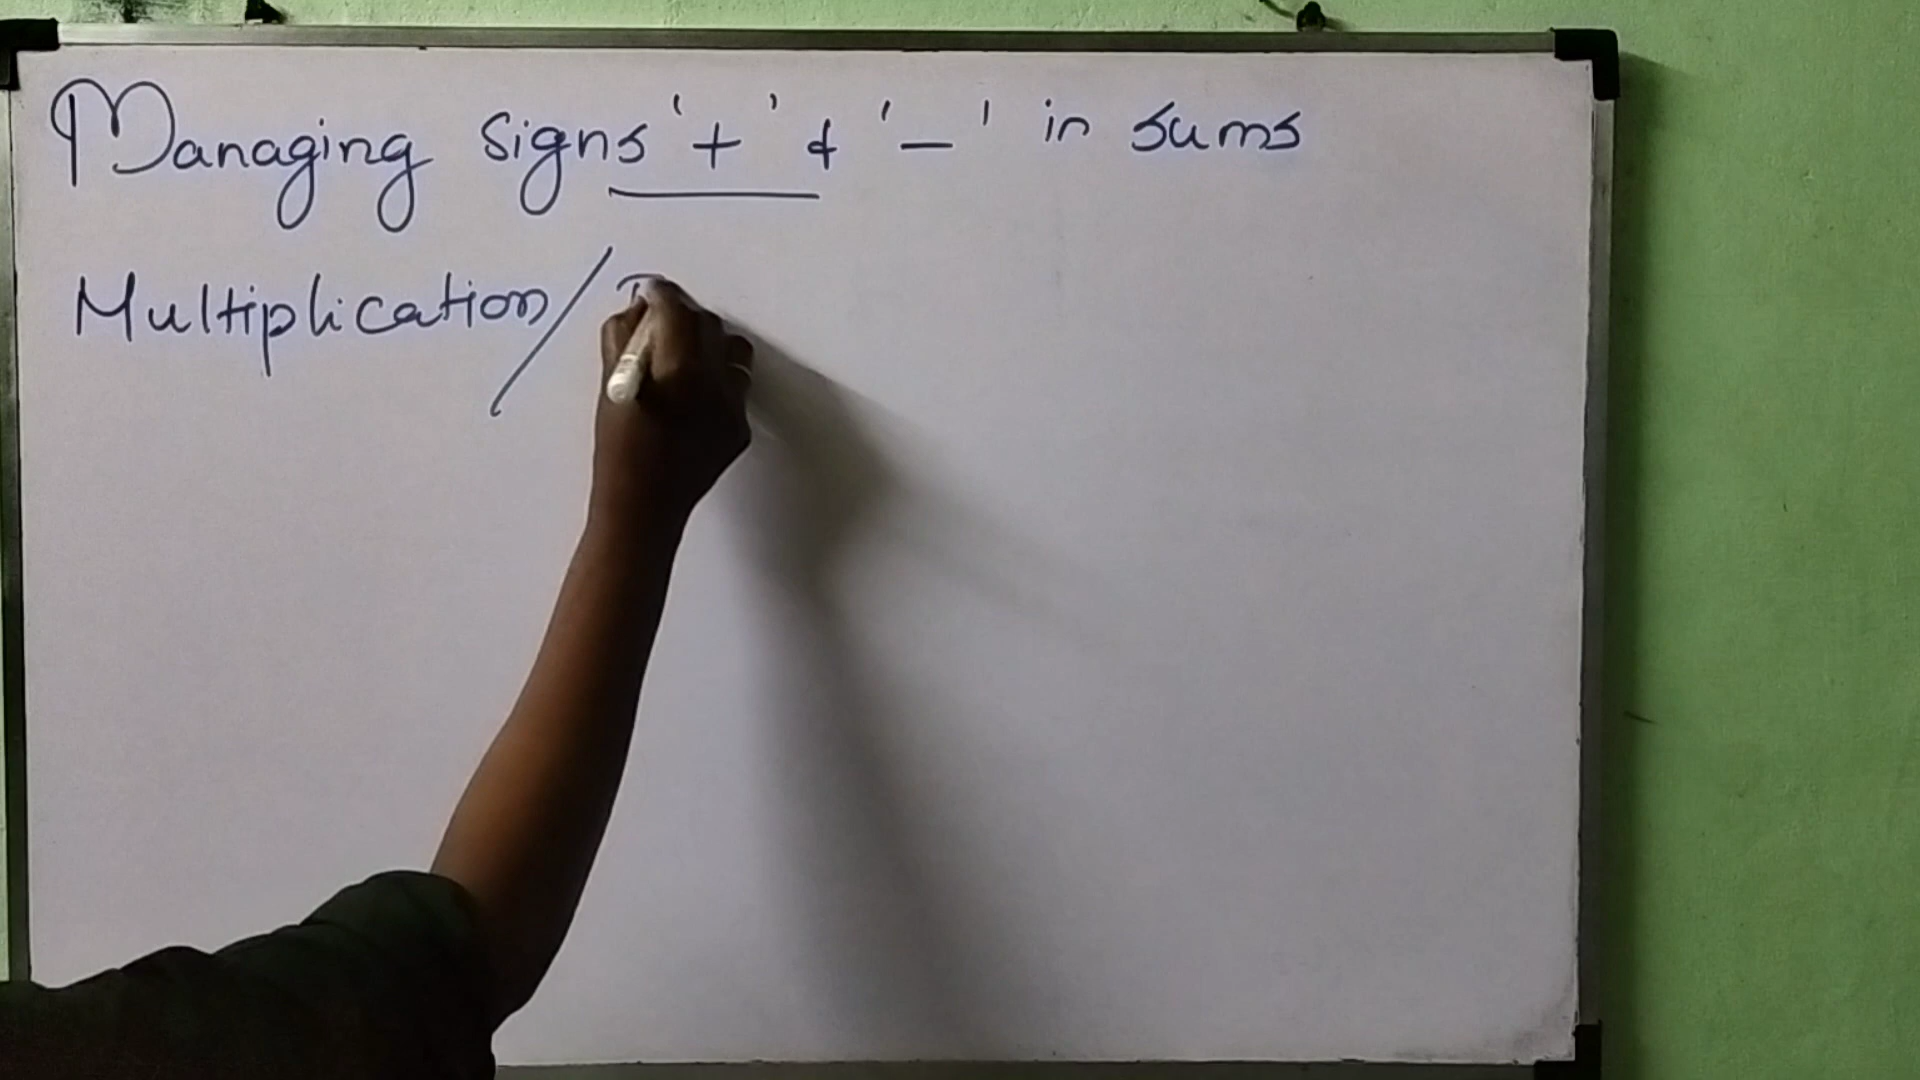 Managing signs '+' & '-' in sums
Multiplication/